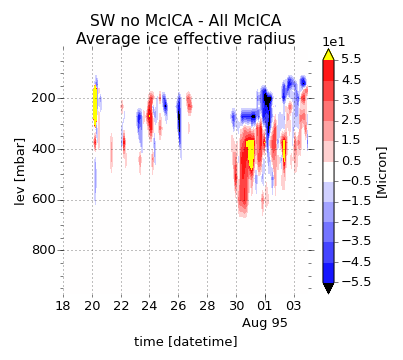 SW no McICA - All McICA
Average ice effective radius
1e1
5.5
4.5
3.5
2.5
1.5
0.5
−0.5
−1.5
−2.5
−3.5
−4.5
−5.5
[Micron]
lev [mbar]
200
400
600
800
18 20 22 24 26 28 30 01 03
Aug 95
time [datetime]